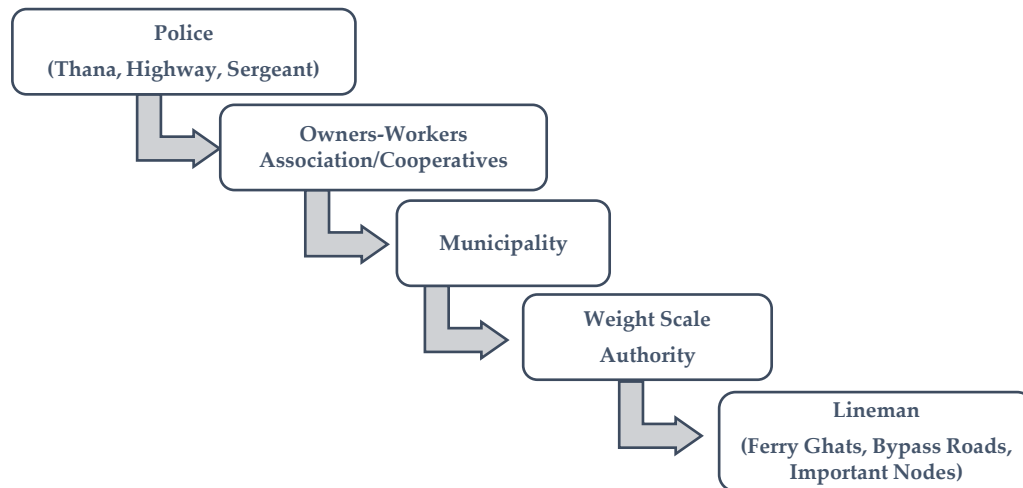 Police
(Thana, Highway, Sergeant)
Owners-Workers
Association/Cooperatives
Municipality
Weight Scale
Authority
Lineman
(Ferry Ghats, Bypass Roads,
Important Nodes)